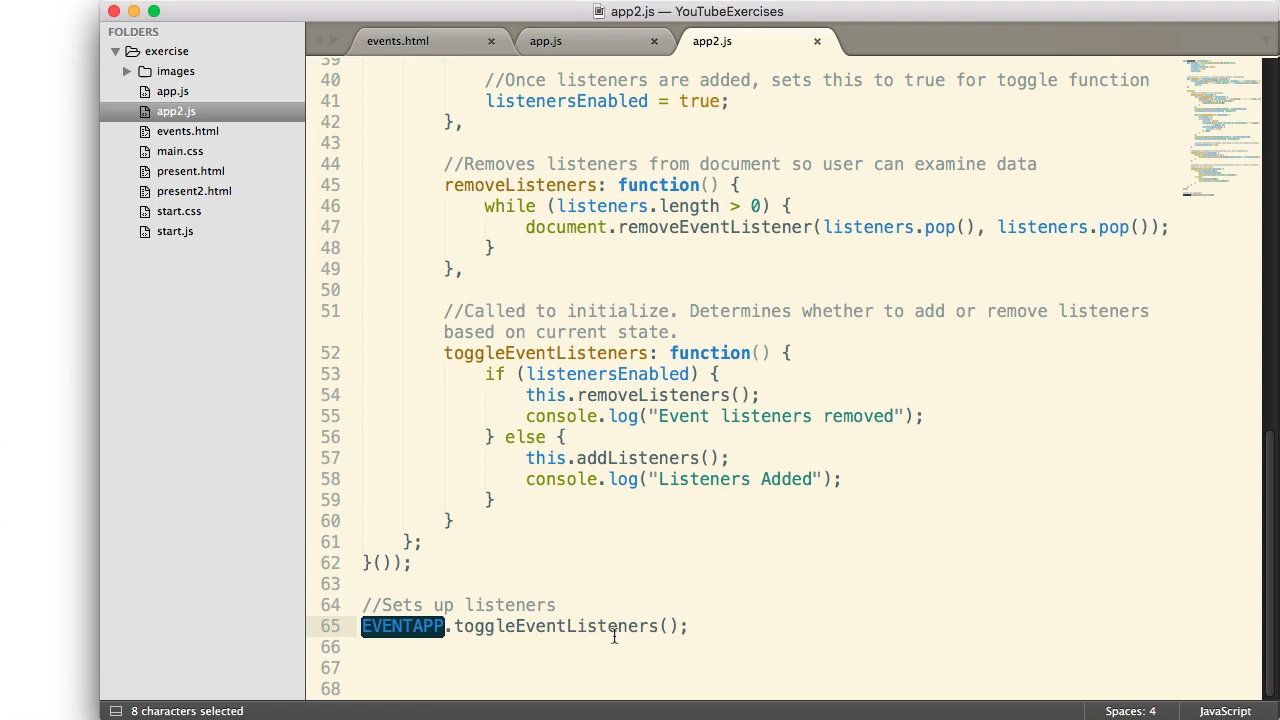 app2.js — YouTubeExercises
FOLDERS
exercise
images
app.js
app2.js
events.html
main.css
present.html
present2.html
start.css
start.js
events.html ×
app.js ×
app2.js ×
39
40 //Once listeners are added, sets this to true for toggle function
41 listenersEnabled = true;
42 },
43
44 //Removes listeners from document so user can examine data
45 removeListeners: function() {
46 while (listeners.length > 0) {
47 document.removeEventListener(listeners.pop(), listeners.pop());
48 }
49 },
50
51 //Called to initialize. Determines whether to add or remove listeners
based on current state.
52 toggleEventListeners: function() {
53 if (listenersEnabled) {
54 this.removeListeners();
55 console.log("Event listeners removed");
56 } else {
57 this.addListeners();
58 console.log("Listeners Added");
59 }
60 }
61 };
62 }());
63
64 //Sets up listeners
65 EVENTAPP.toggleEventListeners();
66
67
68
8 characters selected
Spaces: 4
JavaScript